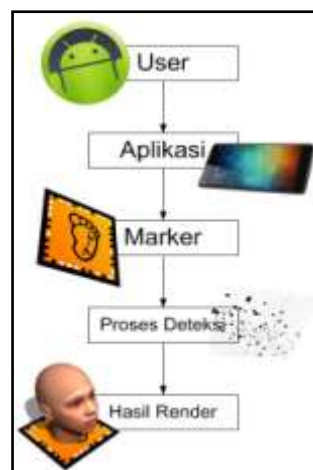 User
Aplikasi
Marker
Proses Deteksi
Hasil Render